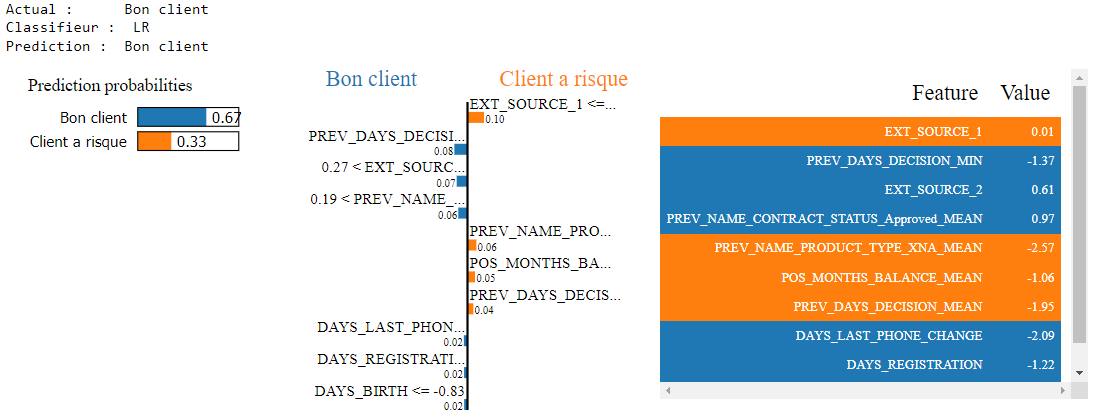 Actual :      Bon client
Classifieur :  LR
Prediction :  Bon client
Prediction probabilities
Bon client 0.67
Client a risque 0.33
Bon client Client a risque
EXT_SOURCE_1 <=...
0.10
PREV_DAYS_DECISI...
0.08
0.27 < EXT_SOURC...
0.07
0.19 < PREV_NAME_...
0.06
PREV_NAME_PRO...
0.06
POS_MONTHS_BA...
0.05
PREV_DAYS_DECIS...
0.04
DAYS_LAST_PHON...
0.02
DAYS_REGISTRATI...
0.02
DAYS_BIRTH <= -0.83
0.02
Feature Value
EXT_SOURCE_1 0.01
PREV_DAYS_DECISION_MIN -1.37
EXT_SOURCE_2 0.61
PREV_NAME_CONTRACT_STATUS_Approved_MEAN 0.97
PREV_NAME_PRODUCT_TYPE_XNA_MEAN -2.57
POS_MONTHS_BALANCE_MEAN -1.06
PREV_DAYS_DECISION_MEAN -1.95
DAYS_LAST_PHONE_CHANGE -2.09
DAYS_REGISTRATION -1.22